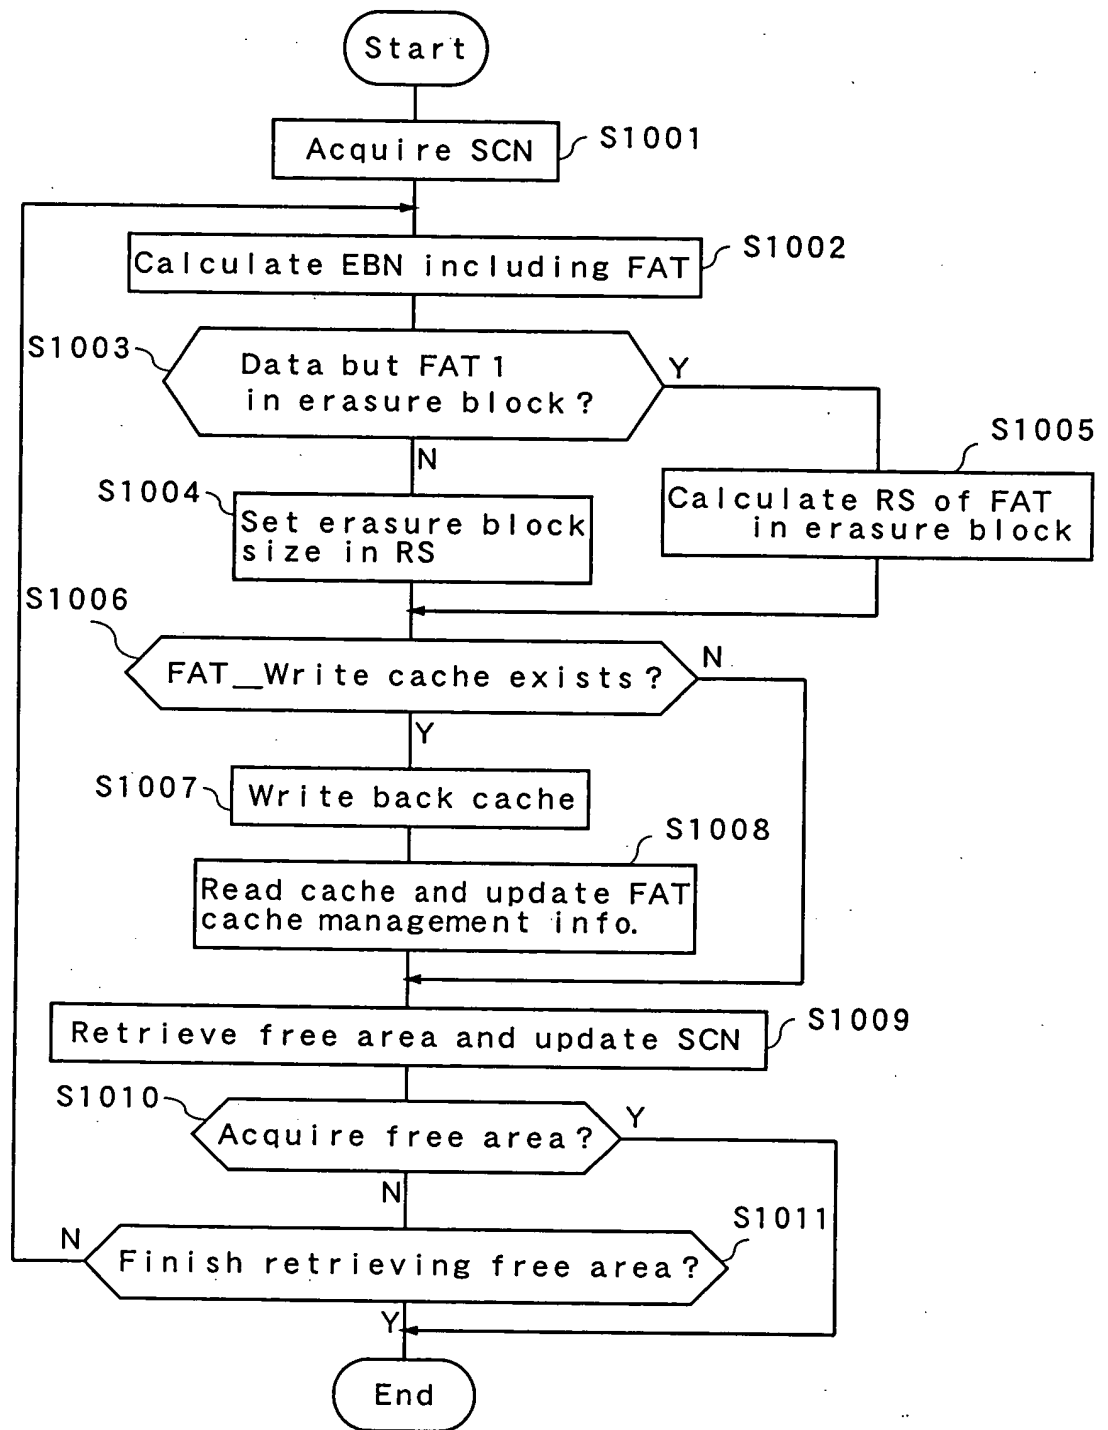 Start
Acquire SCN
S1001
Calculate EBN including FAT
S1002
S1003
Data but FAT1
in erasure block?
Y
N
S1004
Set erasure block
size in RS
S1005
Calculate RS of FAT
in erasure block
S1006
FAT_Write cache exists?
N
Y
S1007
Write back cache
S1008
Read cache and update FAT
cache management info.
Retrieve free area and update SCN
S1009
S1010
Acquire free area?
Y
N
S1011
N
Finish retrieving free area?
Y
End